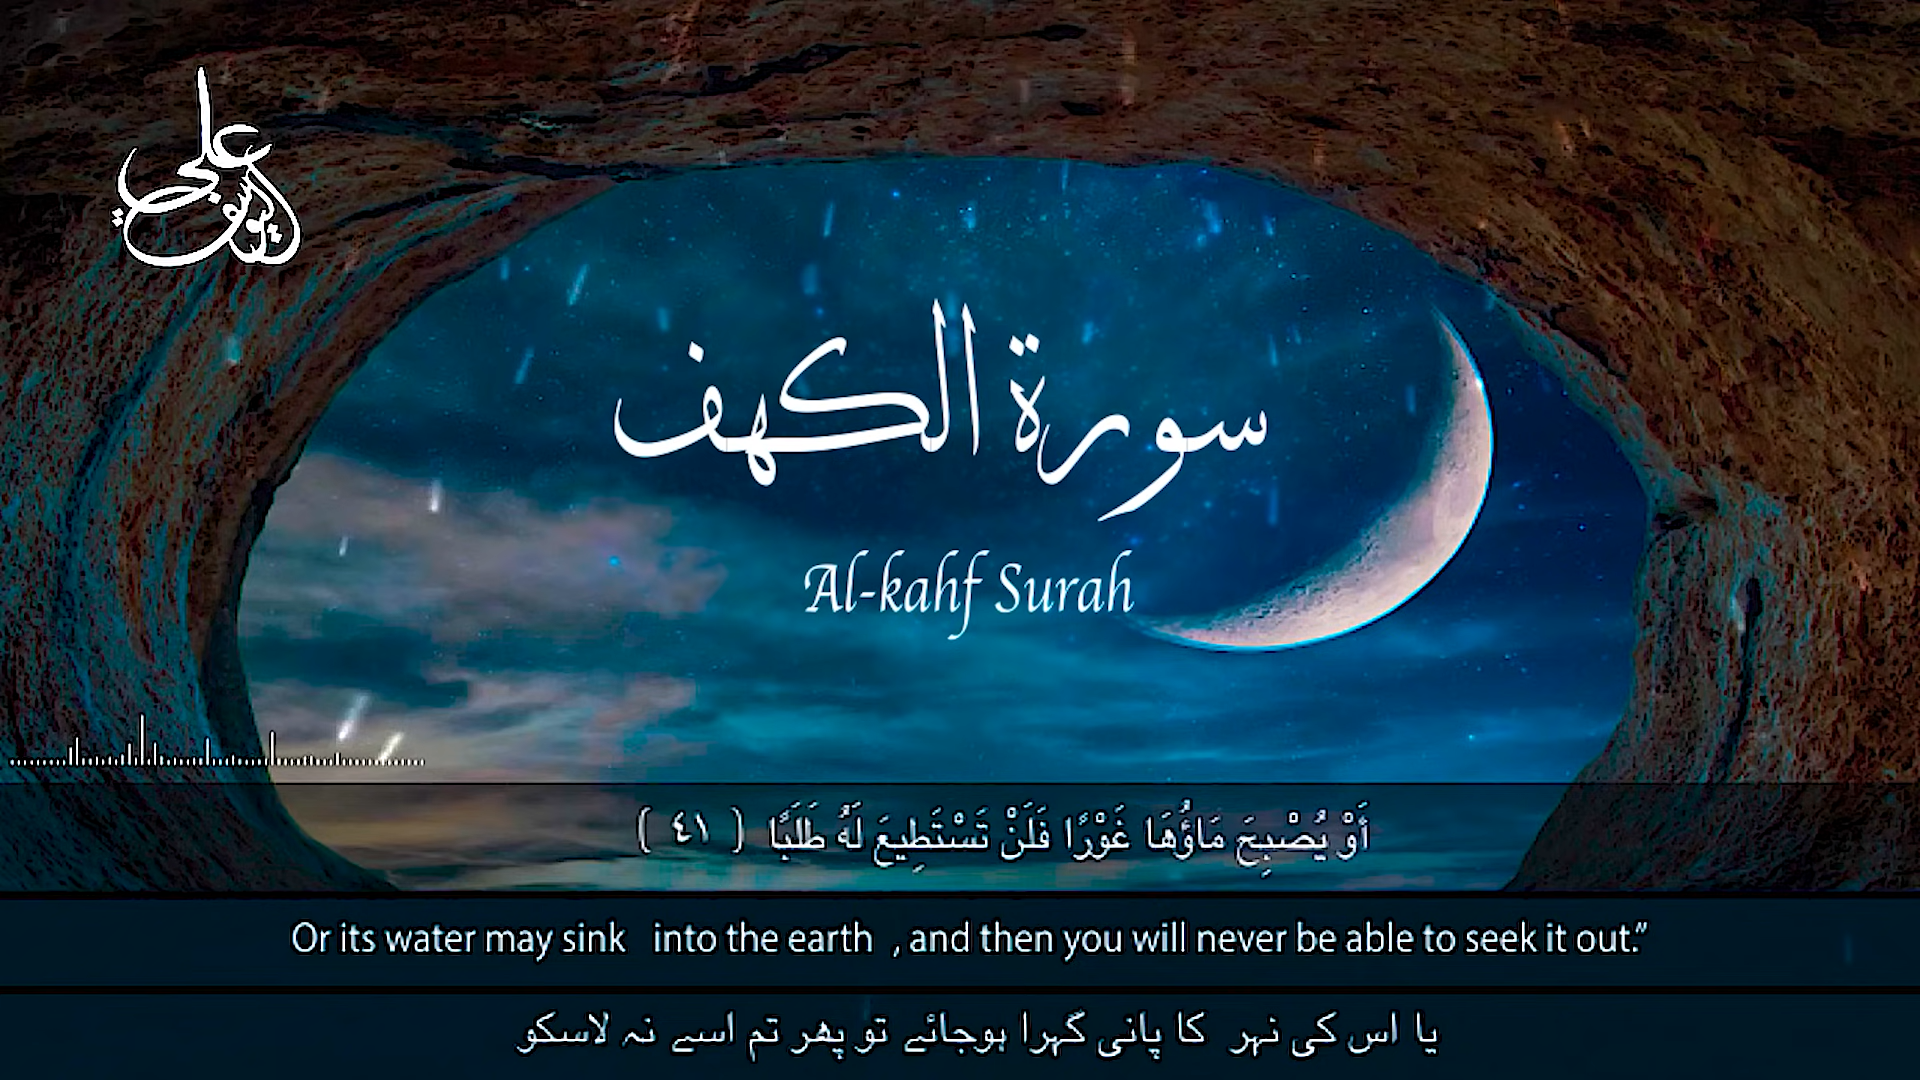 علي اليوسفي
سورة الكهف
Al-kahf Surah
أَوْ يُصْبِحَ مَاؤُهَا غَوْرًا فَلَنْ تَسْتَطِيعَ لَهُ طَلَبًا ( ٤١ )
Or its water may sink into the earth , and then you will never be able to seek it out.”
یا اس کی نہر کا پانی گہرا ہوجائے تو پھر تم اسے نہ لاسکو